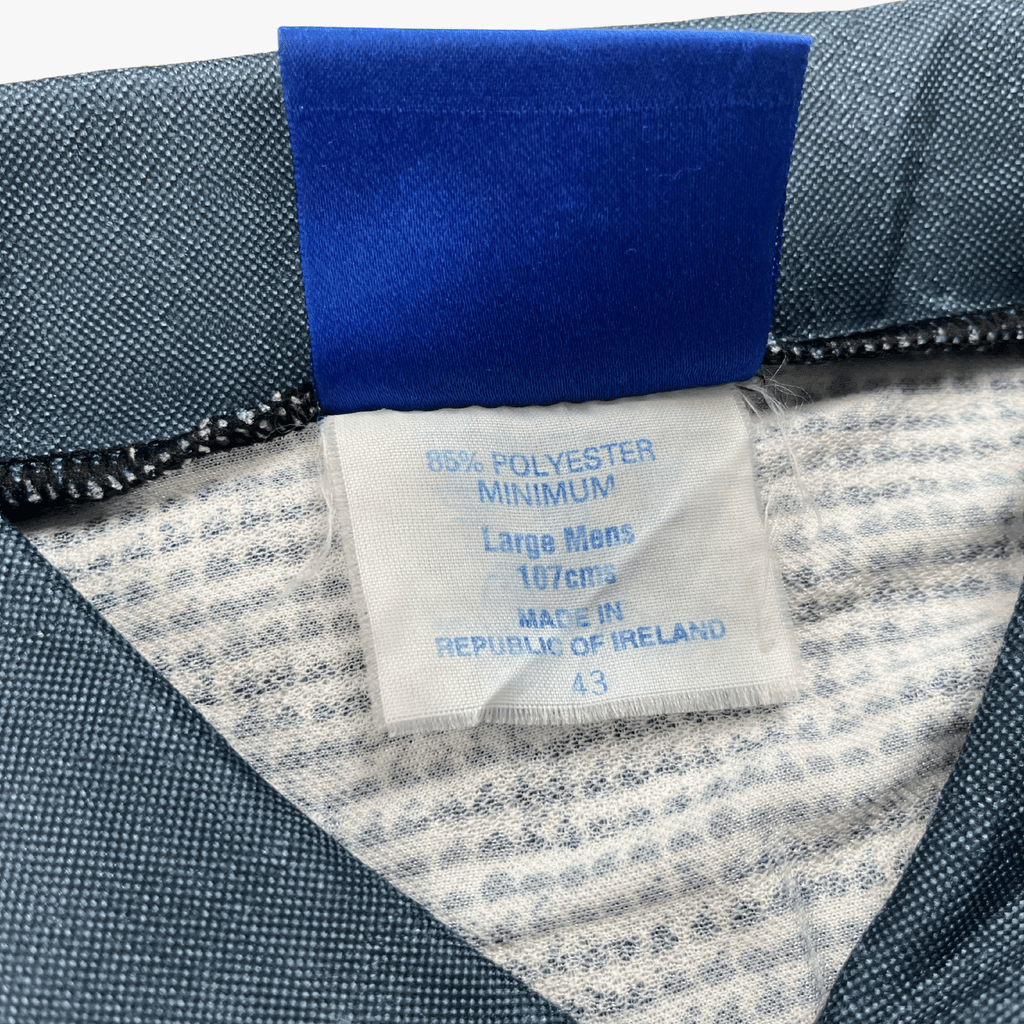 85% POLYESTER
MINIMUM
Large Mens
107cms
MADE IN
REPUBLIC OF IRELAND
43